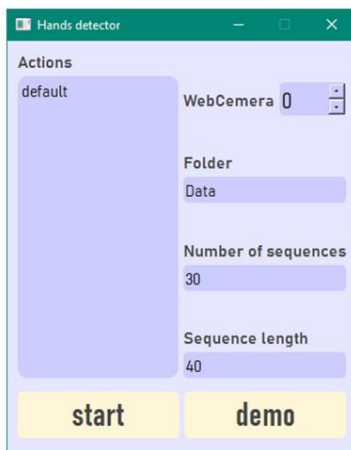 Hands detector
Actions
default
WebCemera 0
Folder
Data
Number of sequences
30
Sequence length
40
start
demo